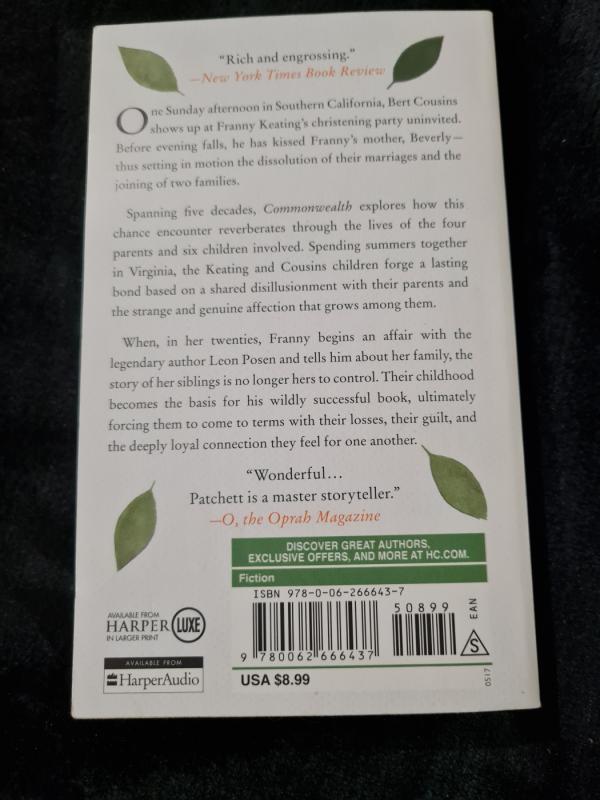 "Rich and engrossing."
—New York Times Book Review
One Sunday afternoon in Southern California, Bert Cousins
shows up at Franny Keating's christening party uninvited.
Before evening falls, he has kissed Franny's mother, Beverly—
thus setting in motion the dissolution of their marriages and the
joining of two families.
Spanning five decades, Commonwealth explores how this
chance encounter reverberates through the lives of the four
parents and six children involved. Spending summers together
in Virginia, the Keating and Cousins children forge a lasting
bond based on a shared disillusionment with their parents and
the strange and genuine affection that grows among them.
When, in her twenties, Franny begins an affair with the
legendary author Leon Posen and tells him about her family, the
story of her siblings is no longer hers to control. Their childhood
becomes the basis for his wildly successful book, ultimately
forcing them to come to terms with their losses, their guilt, and
the deeply loyal connection they feel for one another.
"Wonderful…
Patchett is a master storyteller."
—O, the Oprah Magazine
DISCOVER GREAT AUTHORS,
EXCLUSIVE OFFERS, AND MORE AT HC.COM.
Fiction
ISBN 978-0-06-266643-7
50899
EAN
S
9 780062 666437
USA $8.99
0517
AVAILABLE FROM
HARPER LUXE
IN LARGER PRINT
AVAILABLE FROM
HarperAudio